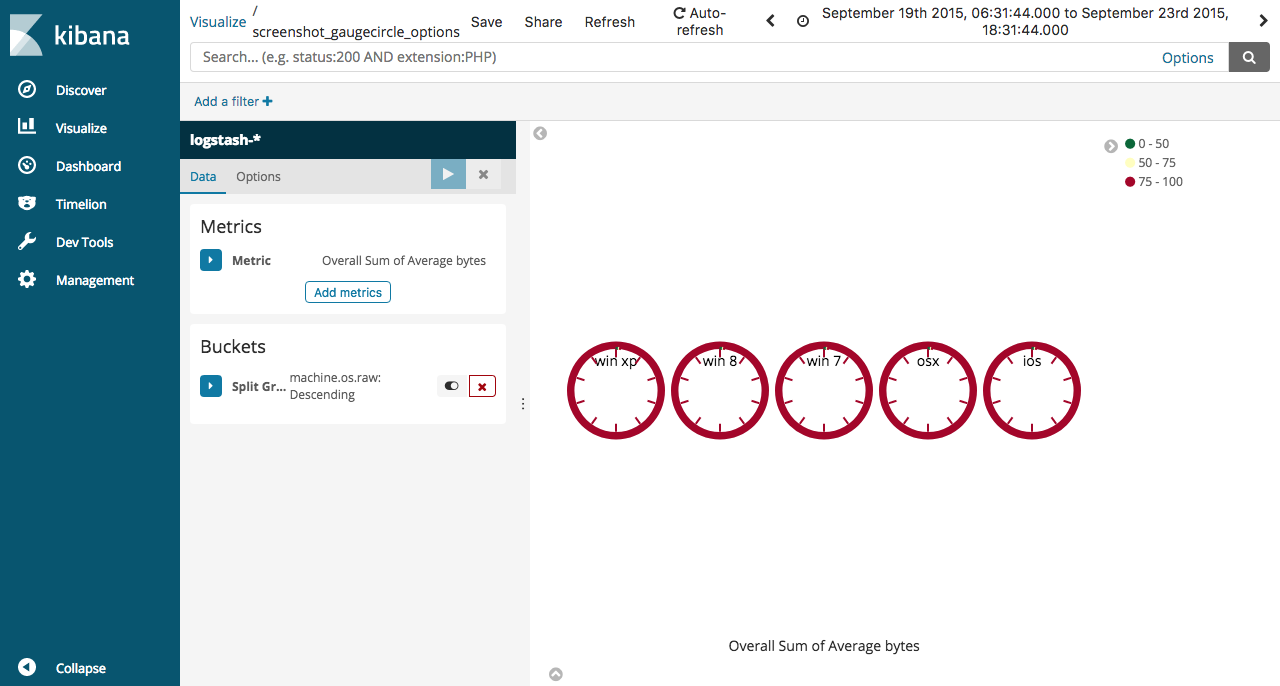 kibana
Discover
Visualize
Dashboard
Timelion
Dev Tools
Management
Collapse
Visualize / screenshot_gaugecircle_options
Save
Share
Refresh
Auto-refresh
September 19th 2015, 06:31:44.000 to September 23rd 2015,
18:31:44.000
Search... (e.g. status:200 AND extension:PHP)
Options
Add a filter +
logstash-*
Data
Options
Metrics
Metric
Overall Sum of Average bytes
Add metrics
Buckets
Split Gr...
machine.os.raw:
Descending
0 - 50
50 - 75
75 - 100
win xp
win 8
win 7
osx
ios
Overall Sum of Average bytes